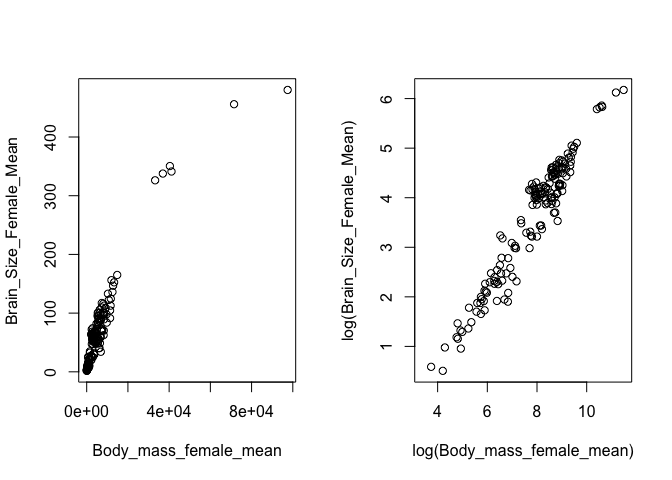 Brain_Size_Female_Mean
0 100 200 300 400
0e+00 4e+04 8e+04
Body_mass_female_mean
log(Brain_Size_Female_Mean)
1 2 3 4 5 6
4 6 8 10
log(Body_mass_female_mean)